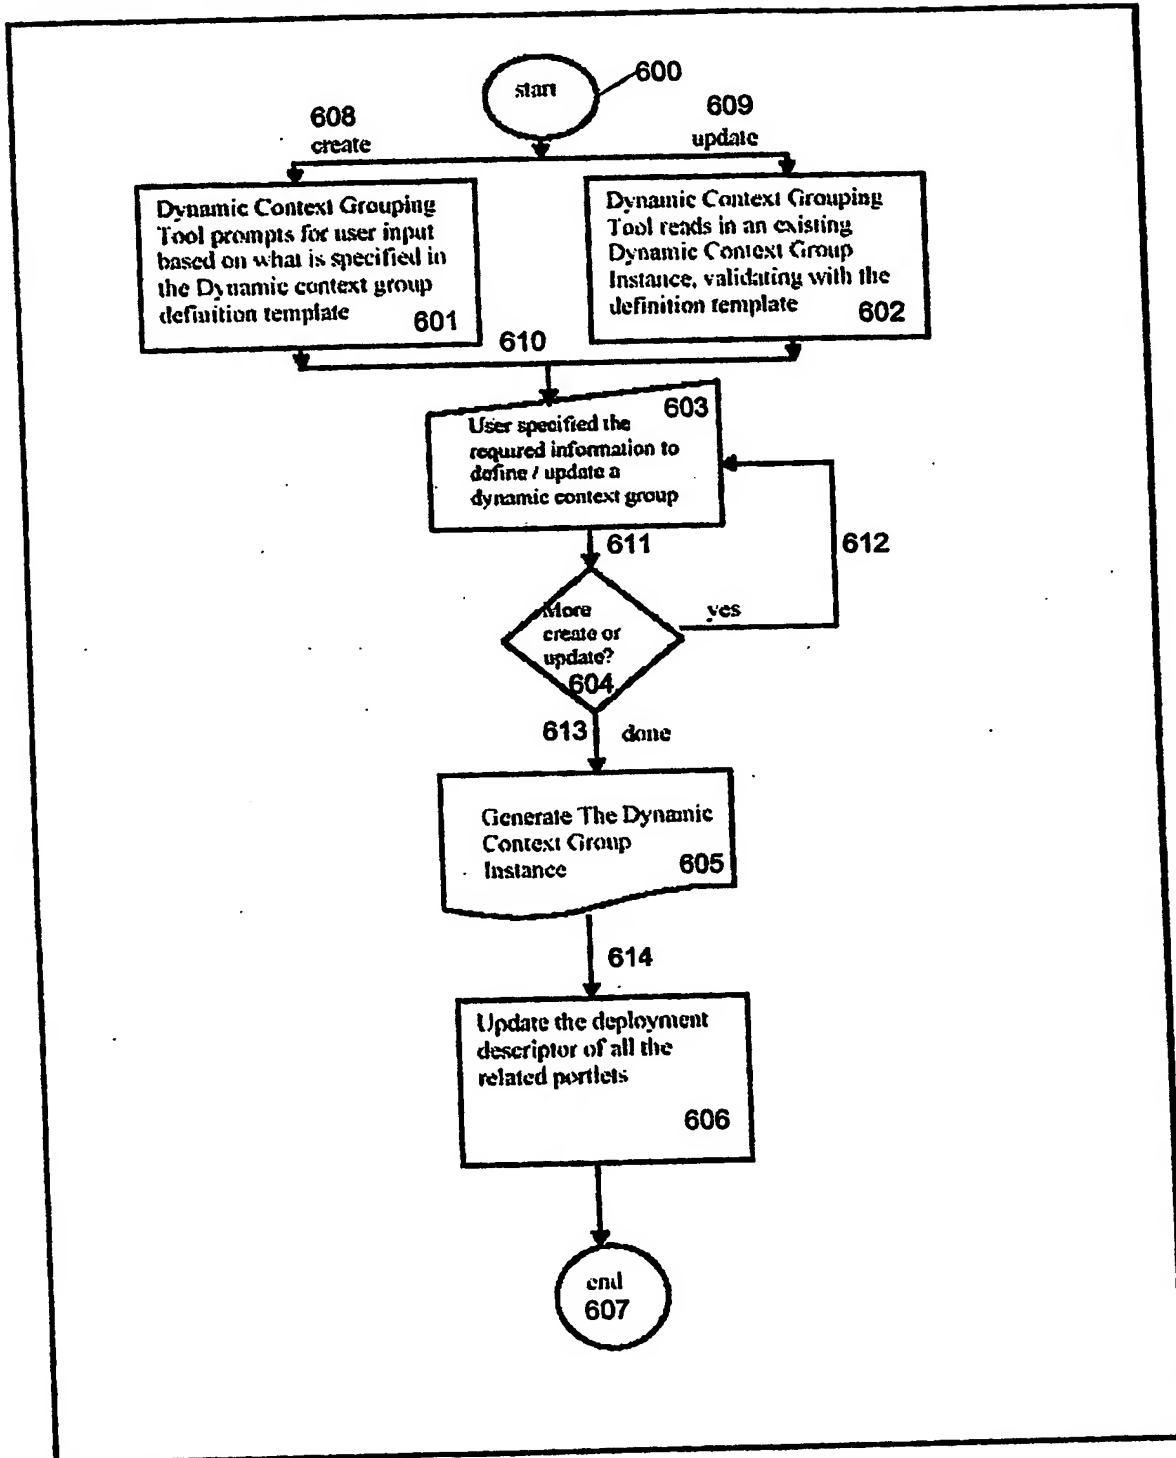 start
600
608
create
609
update
Dynamic Context Grouping
Tool prompts for user input
based on what is specified in
the Dynamic context group
definition template
601
Dynamic Context Grouping
Tool reads in an existing
Dynamic Context Group
Instance, validating with the
definition template
602
610
603
User specified the
required information to
define / update a
dynamic context group
611
612
More
create or
update?
604
yes
613
done
Generate The Dynamic
Context Group
Instance
605
614
Update the deployment
descriptor of all the
related portlets
606
end
607